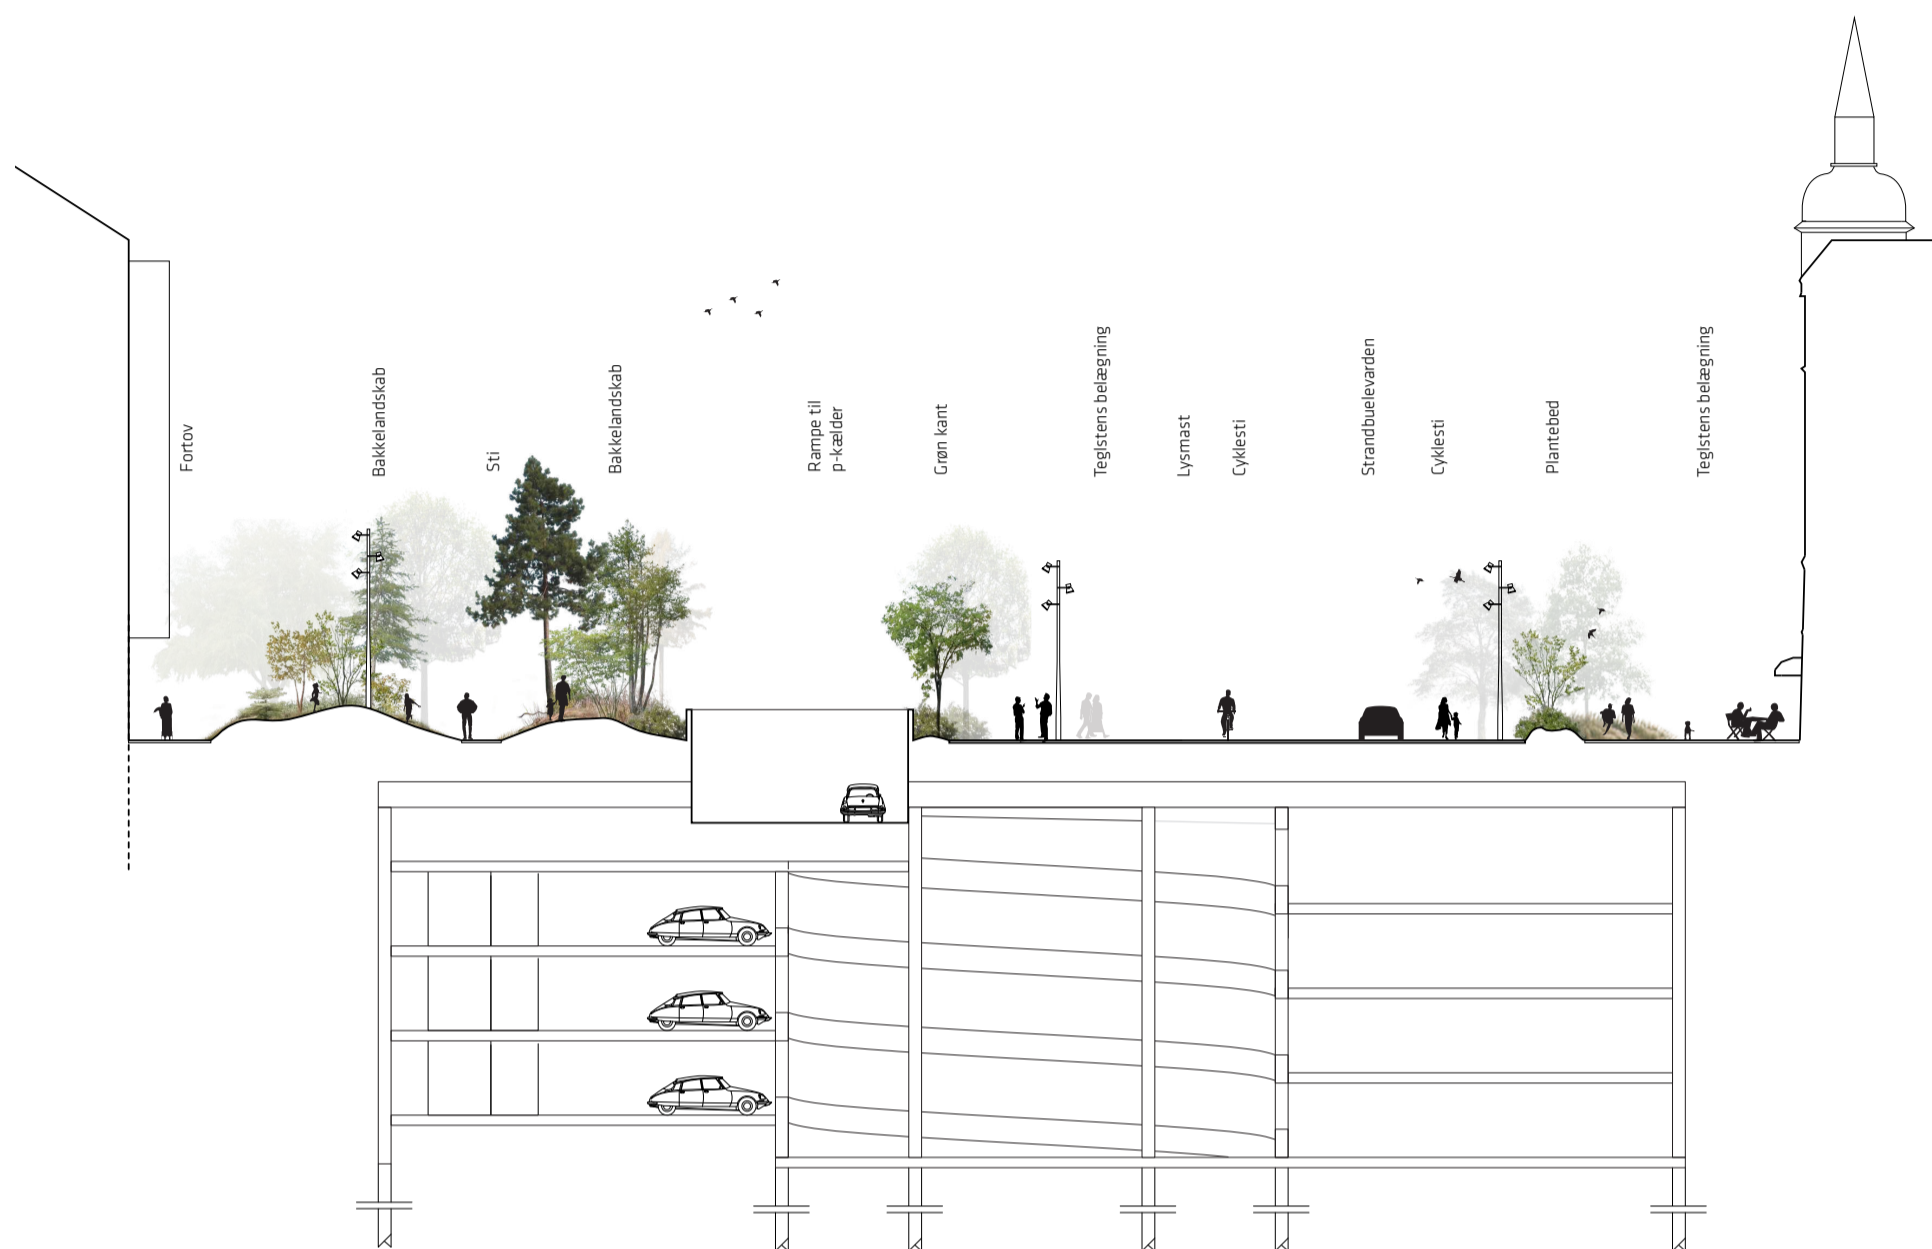 Fortov
Bakkelandskab
Sti
Bakkelandskab
Rampe til
p-kælder
Grøn kant
Teglstens belægning
Lysmast
Cyklesti
Strandbuelevarden
Cyklesti
Plantebed
Teglstens belægning